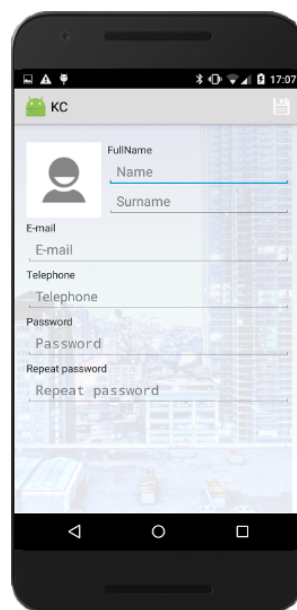 17:07
KC
FullName
Name
Surname
E-mail
E-mail
Telephone
Telephone
Password
Password
Repeat password
Repeat password